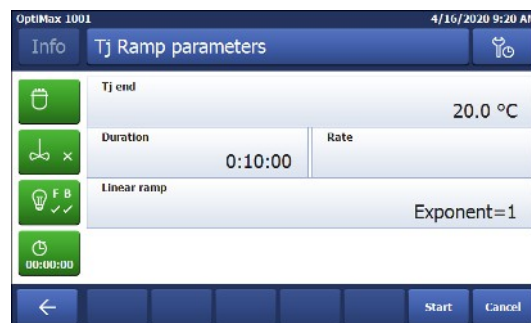 OptiMax 1001 4/16/2020 9:20 AM
Info Tj Ramp parameters
Tj end
20.0 °C
Duration Rate
0:10:00
F B
Linear ramp
Exponent=1
00:00:00
Start Cancel